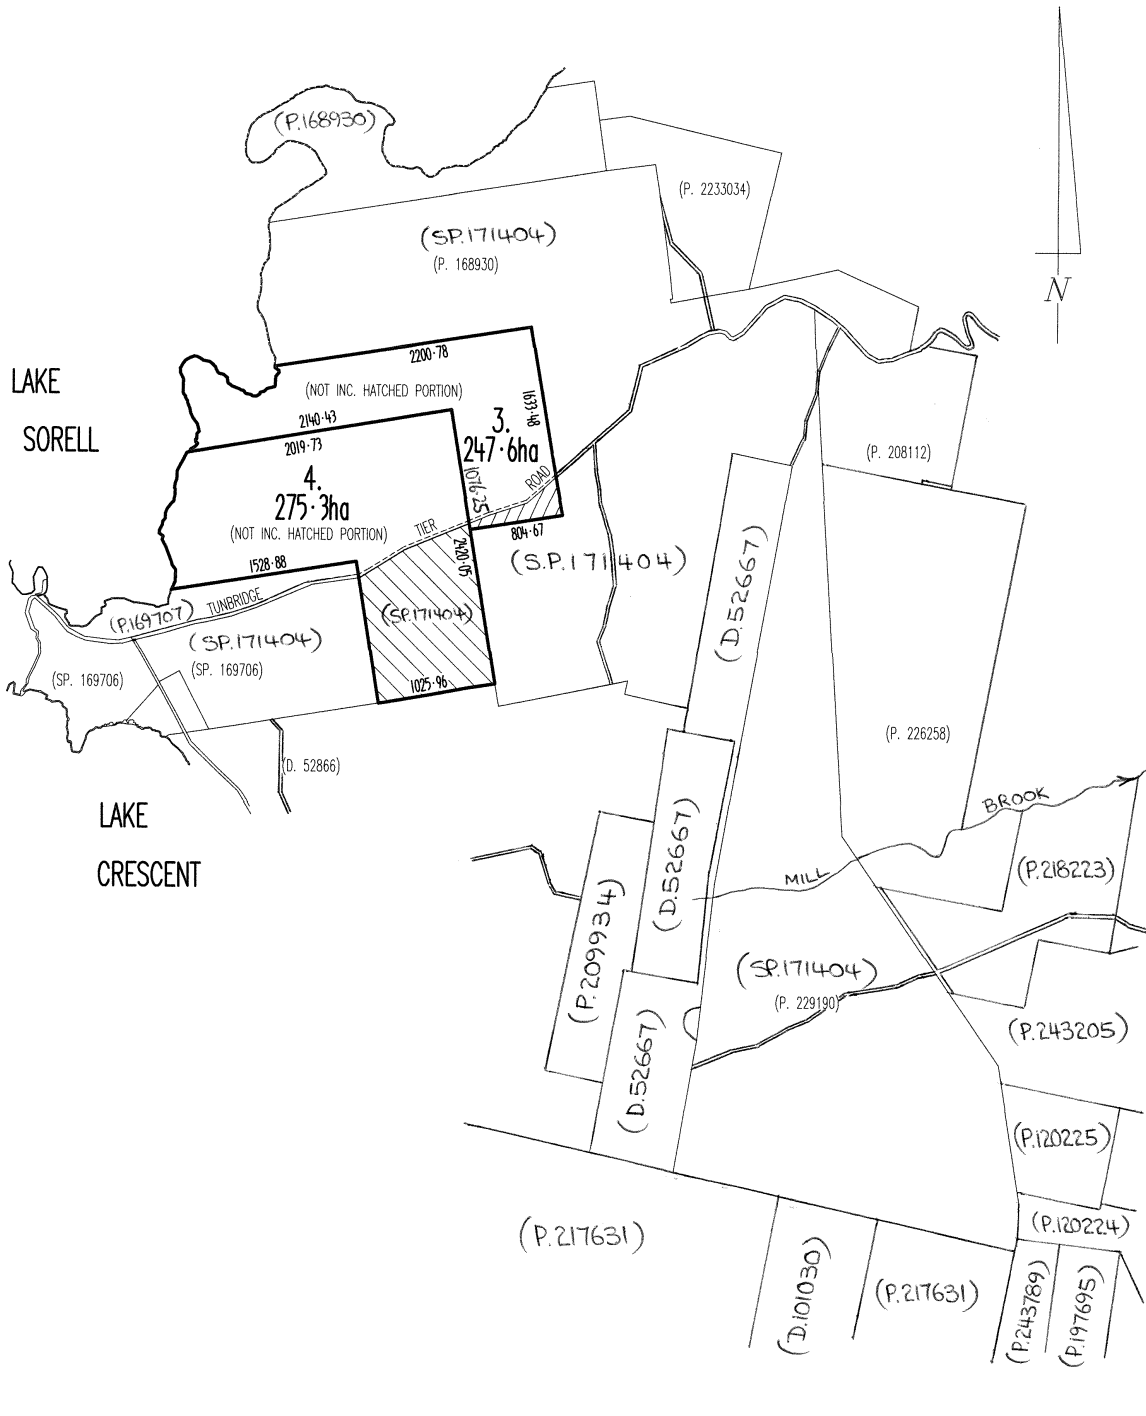 (P.168930)
(P. 2233034)
(SP.171404)
(P. 168930)
N
2200·78
LAKE
SORELL
(NOT INC. HATCHED PORTION)
1633·48
2140·43
3.
247·6ha
2019·73
(P. 208112)
4.
275·3ha
1076·25
ROAD
(NOT INC. HATCHED PORTION)
TIER
804·67
2420·05
(S.P.171404)
(D.52667)
1528·88
TUNBRIDGE
(P.169707)
(SP.171404)
(SP.171404)
(SP. 169706)
(SP. 169706)
1025·96
(P. 226258)
(D. 52866)
BROOK
LAKE
CRESCENT
(D.52667)
MILL
(P.218223)
(P.209934)
(SP.171404)
(P. 229190)
(P.243205)
(D.52667)
(P.120225)
(P.120224)
(P.217631)
(D.101030)
(P.217631)
(P.243789)
(P.197695)